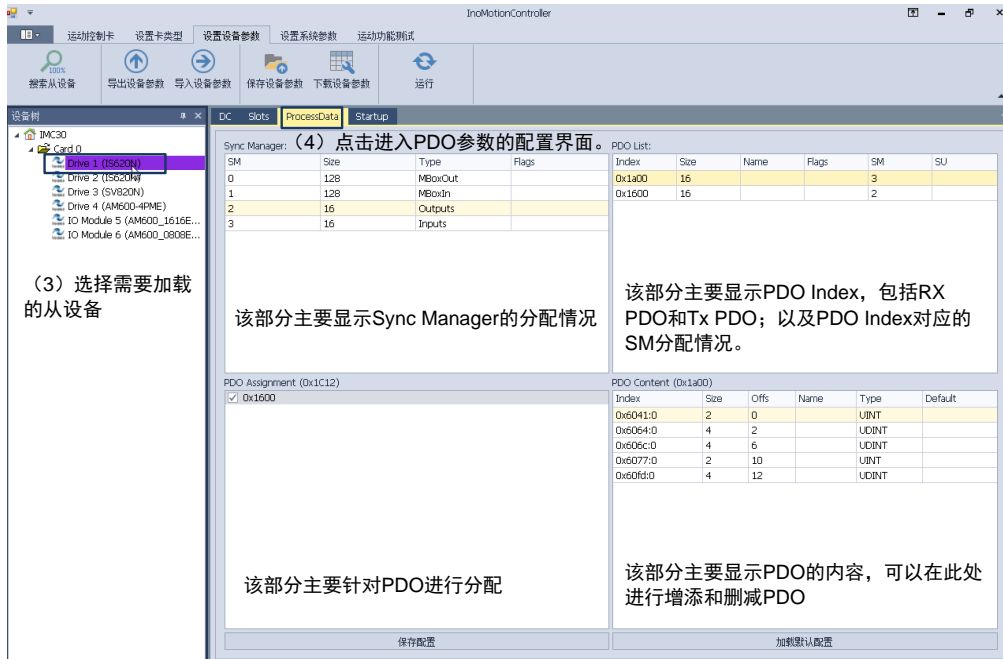 InoMotionController
运动控制卡 设置卡类型 设置设备参数 设置系统参数 运动功能测试
100%
搜索从设备 导出设备参数 导入设备参数 保存设备参数 下载设备参数 运行
设备树
IMC30
Card 0
Drive 1 (IS620N)
Drive 2 (IS620N)
Drive 3 (SV820N)
Drive 4 (AM600-4PME)
IO Module 5 (AM600_1616E...
IO Module 6 (AM600_0808E...
（3）选择需要加载
的从设备
DC Slots ProcessData Startup
Sync Manager:
（4）点击进入PDO参数的配置界面。
SM Size Type Flags
0 128 MBoxOut
1 128 MBoxIn
2 16 Outputs
3 16 Inputs
该部分主要显示Sync Manager的分配情况
PDO List:
Index Size Name Flags SM SU
0x1a00 16 3
0x1600 16 2
该部分主要显示PDO Index，包括RX
PDO和Tx PDO；以及PDO Index对应的
SM分配情况。
PDO Assignment (0x1C12)
0x1600
该部分主要针对PDO进行分配
保存配置
PDO Content (0x1a00)
Index Size Offs Name Type Default
0x6041:0 2 0 UINT
0x6064:0 4 2 UDINT
0x606c:0 4 6 UDINT
0x6077:0 2 10 UINT
0x60fd:0 4 12 UDINT
该部分主要显示PDO的内容，可以在此处
进行增添和删减PDO
加载默认配置